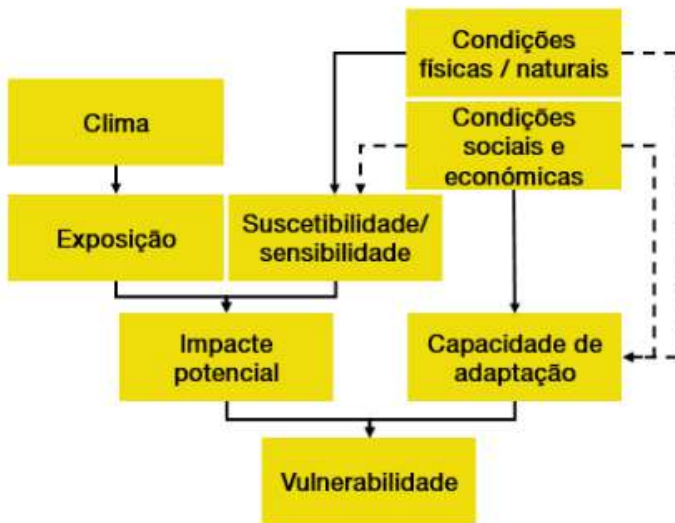 Condições
físicas / naturais
Clima
Condições
sociais e
económicas
Exposição
Suscetibilidade/
sensibilidade
Impacte
potencial
Capacidade de
adaptação
Vulnerabilidade